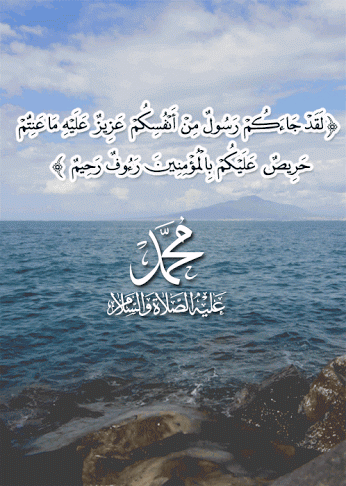 ﴿ لَقَدْ جَاءَكُمْ رَسُولٌ مِنْ أَنْفُسِكُمْ عَزِيزٌ عَلَيْهِ مَا عَنِتُّمْ
حَرِيصٌ عَلَيْكُمْ بِالْمُؤْمِنِينَ رَءُوفٌ رَحِيمٌ ﴾
محمد
عليه الصلاة والسلام